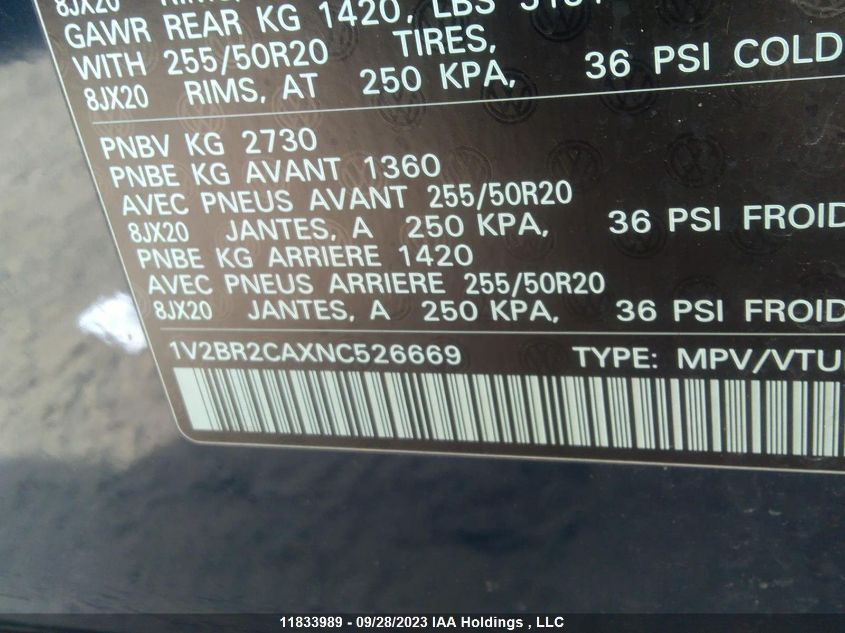 8JX20 RIMS,
GAWR REAR KG 1420, LBS
WITH 255/50R20 TIRES,
8JX20 RIMS, AT 250 KPA, 36 PSI COLD
PNBV KG 2730
PNBE KG AVANT 1360
AVEC PNEUS AVANT 255/50R20
8JX20 JANTES, A 250 KPA, 36 PSI FROID
PNBE KG ARRIERE 1420
AVEC PNEUS ARRIERE 255/50R20
8JX20 JANTES, A 250 KPA, 36 PSI FROID
1V2BR2CAXNC526669 TYPE: MPV/VTU
11833989 - 09/28/2023 IAA Holdings , LLC